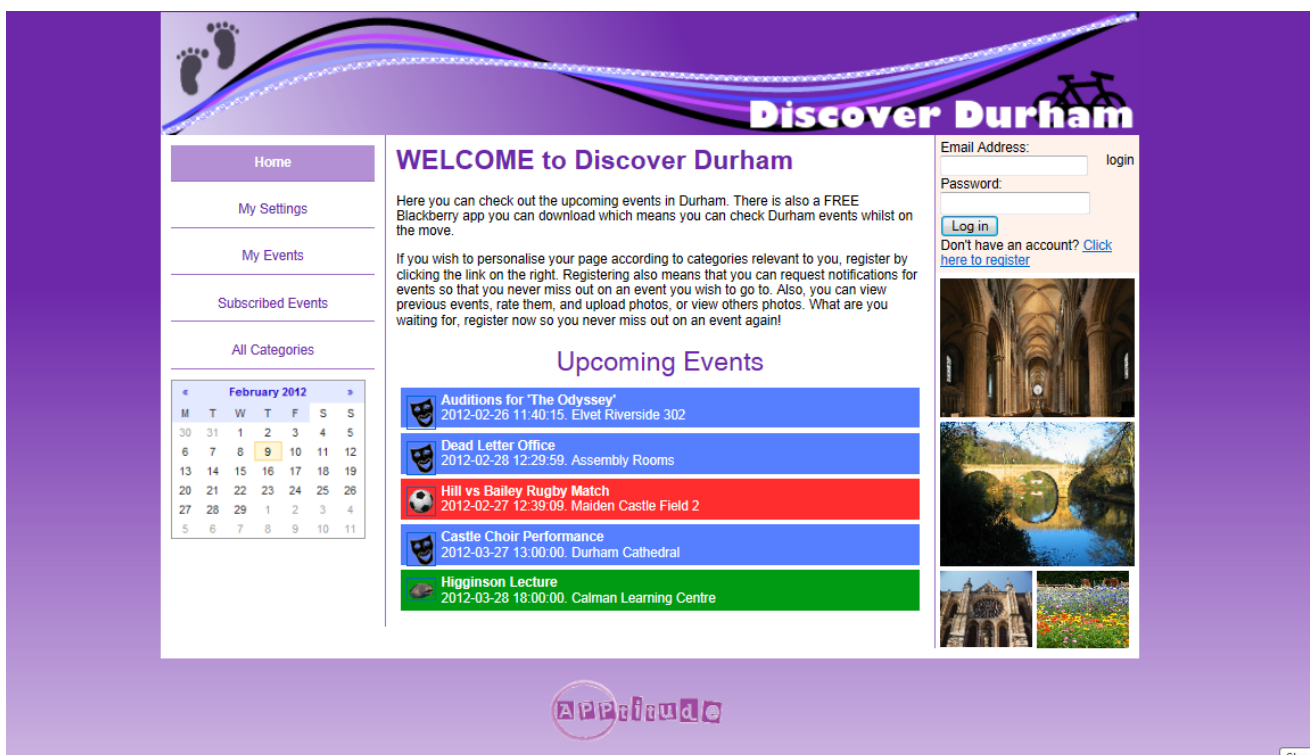 Discover Durham
Home
My Settings
My Events
Subscribed Events
All Categories
« February 2012 »
M T W T F S S
30 31 1 2 3 4 5
6 7 8 9 10 11 12
13 14 15 16 17 18 19
20 21 22 23 24 25 26
27 28 29 1 2 3 4
5 6 7 8 9 10 11
WELCOME to Discover Durham
Here you can check out the upcoming events in Durham. There is also a FREE
Blackberry app you can download which means you can check Durham events whilst on
the move.
If you wish to personalise your page according to categories relevant to you, register by
clicking the link on the right. Registering also means that you can request notifications for
events so that you never miss out on an event you wish to go to. Also, you can view
previous events, rate them, and upload photos, or view others photos. What are you
waiting for, register now so you never miss out on an event again!
Upcoming Events
Auditions for 'The Odyssey'
2012-02-26 11:40:15. Elvet Riverside 302
Dead Letter Office
2012-02-28 12:29:59. Assembly Rooms
Hill vs Bailey Rugby Match
2012-02-27 12:39:09. Maiden Castle Field 2
Castle Choir Performance
2012-03-27 13:00:00. Durham Cathedral
Higginson Lecture
2012-03-28 18:00:00. Calman Learning Centre
Email Address:
login
Password:
Log in
Don't have an account? Click
here to register
APPtitude